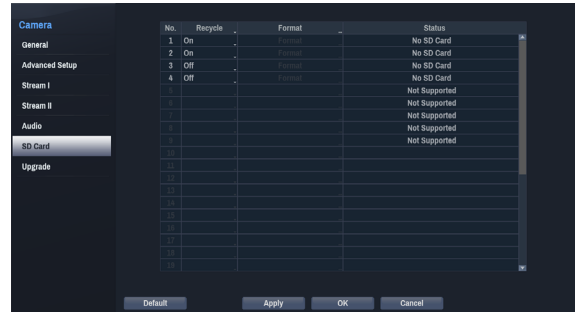 Camera
General
Advanced Setup
Stream I
Stream II
Audio
SD Card
Upgrade
No. Recycle Format Status
1 On Format No SD Card
2 On Format No SD Card
3 Off Format No SD Card
4 Off Format No SD Card
5 Not Supported
6 Not Supported
7 Not Supported
8 Not Supported
9 Not Supported
10
11
12
13
14
15
16
17
18
19
Default Apply OK Cancel